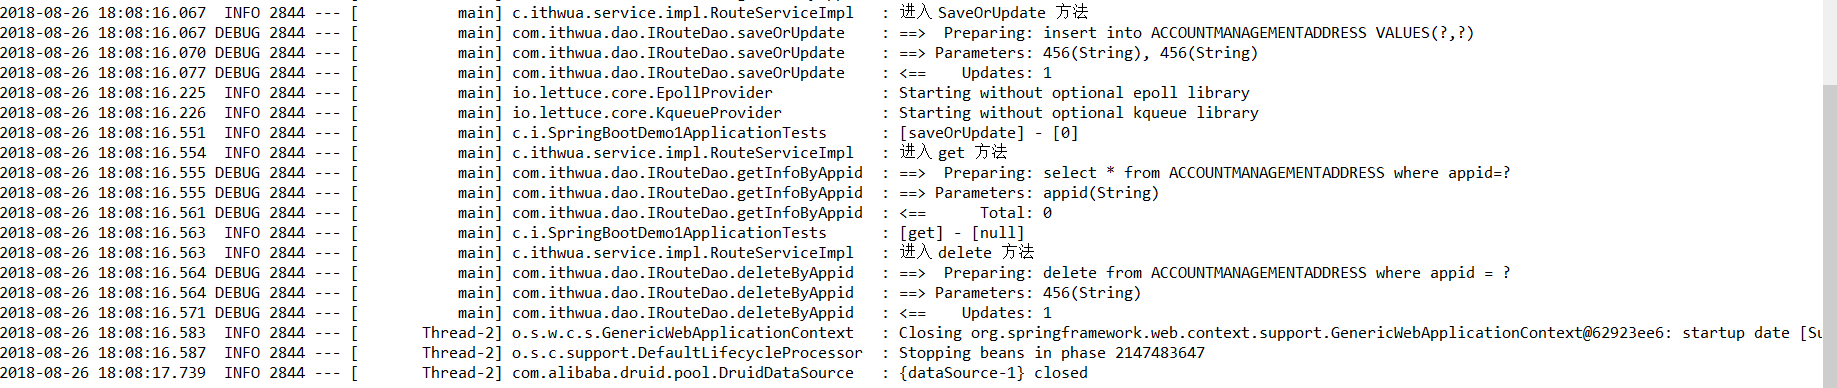 2018-08-26 18:08:16.067  INFO 2844 --- [           main] c.ithwua.service.impl.RouteServiceImpl   : 进入 SaveOrUpdate 方法
2018-08-26 18:08:16.067 DEBUG 2844 --- [           main] com.ithwua.dao.IRouteDao.saveOrUpdate    : ==>  Preparing: insert into ACCOUNTMANAGEMENTADDRESS VALUES(?,?)
2018-08-26 18:08:16.070 DEBUG 2844 --- [           main] com.ithwua.dao.IRouteDao.saveOrUpdate    : ==> Parameters: 456(String), 456(String)
2018-08-26 18:08:16.077 DEBUG 2844 --- [           main] com.ithwua.dao.IRouteDao.saveOrUpdate    : <==    Updates: 1
2018-08-26 18:08:16.225  INFO 2844 --- [           main] io.lettuce.core.EpollProvider            : Starting without optional epoll library
2018-08-26 18:08:16.226  INFO 2844 --- [           main] io.lettuce.core.KqueueProvider           : Starting without optional kqueue library
2018-08-26 18:08:16.551  INFO 2844 --- [           main] c.i.SpringBootDemo1ApplicationTests      : [saveOrUpdate] - [0]
2018-08-26 18:08:16.554  INFO 2844 --- [           main] c.ithwua.service.impl.RouteServiceImpl   : 进入 get 方法
2018-08-26 18:08:16.555 DEBUG 2844 --- [           main] com.ithwua.dao.IRouteDao.getInfoByAppid  : ==>  Preparing: select * from ACCOUNTMANAGEMENTADDRESS where appid=?
2018-08-26 18:08:16.555 DEBUG 2844 --- [           main] com.ithwua.dao.IRouteDao.getInfoByAppid  : ==> Parameters: appid(String)
2018-08-26 18:08:16.561 DEBUG 2844 --- [           main] com.ithwua.dao.IRouteDao.getInfoByAppid  : <==      Total: 0
2018-08-26 18:08:16.563  INFO 2844 --- [           main] c.i.SpringBootDemo1ApplicationTests      : [get] - [null]
2018-08-26 18:08:16.563  INFO 2844 --- [           main] c.ithwua.service.impl.RouteServiceImpl   : 进入 delete 方法
2018-08-26 18:08:16.564 DEBUG 2844 --- [           main] com.ithwua.dao.IRouteDao.deleteByAppid   : ==>  Preparing: delete from ACCOUNTMANAGEMENTADDRESS where appid = ?
2018-08-26 18:08:16.564 DEBUG 2844 --- [           main] com.ithwua.dao.IRouteDao.deleteByAppid   : ==> Parameters: 456(String)
2018-08-26 18:08:16.571 DEBUG 2844 --- [           main] com.ithwua.dao.IRouteDao.deleteByAppid   : <==    Updates: 1
2018-08-26 18:08:16.583  INFO 2844 --- [       Thread-2] o.s.w.c.s.GenericWebApplicationContext   : Closing org.springframework.web.context.support.GenericWebApplicationContext@62923ee6: startup date [Su
2018-08-26 18:08:16.587  INFO 2844 --- [       Thread-2] o.s.c.support.DefaultLifecycleProcessor  : Stopping beans in phase 2147483647
2018-08-26 18:08:17.739  INFO 2844 --- [       Thread-2] com.alibaba.druid.pool.DruidDataSource   : {dataSource-1} closed